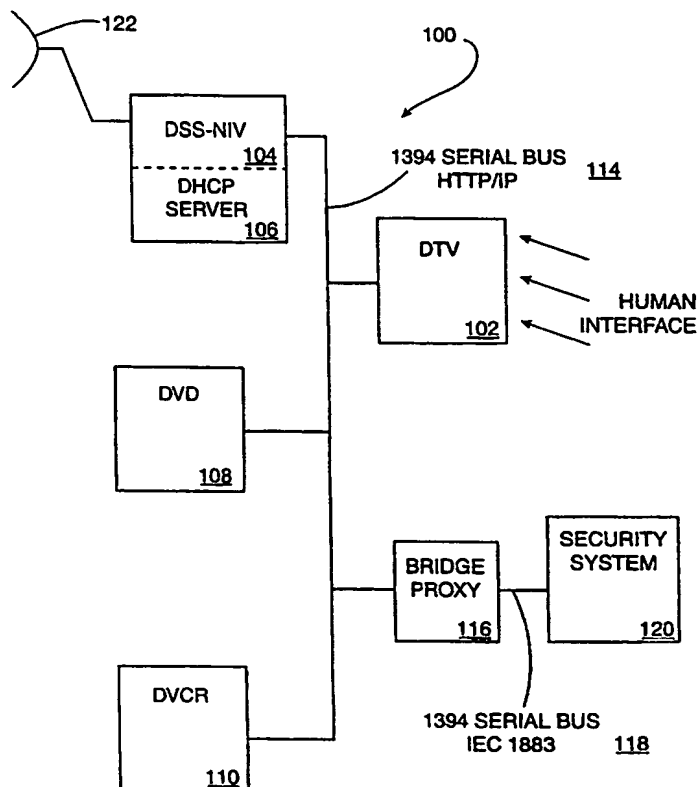 122
100
DSS-NIV
104
DHCP
SERVER
106
1394 SERIAL BUS
HTTP/IP
114
DTV
102
HUMAN
INTERFACE
DVD
108
BRIDGE
PROXY
116
SECURITY
SYSTEM
120
DVCR
110
1394 SERIAL BUS
IEC 1883
118